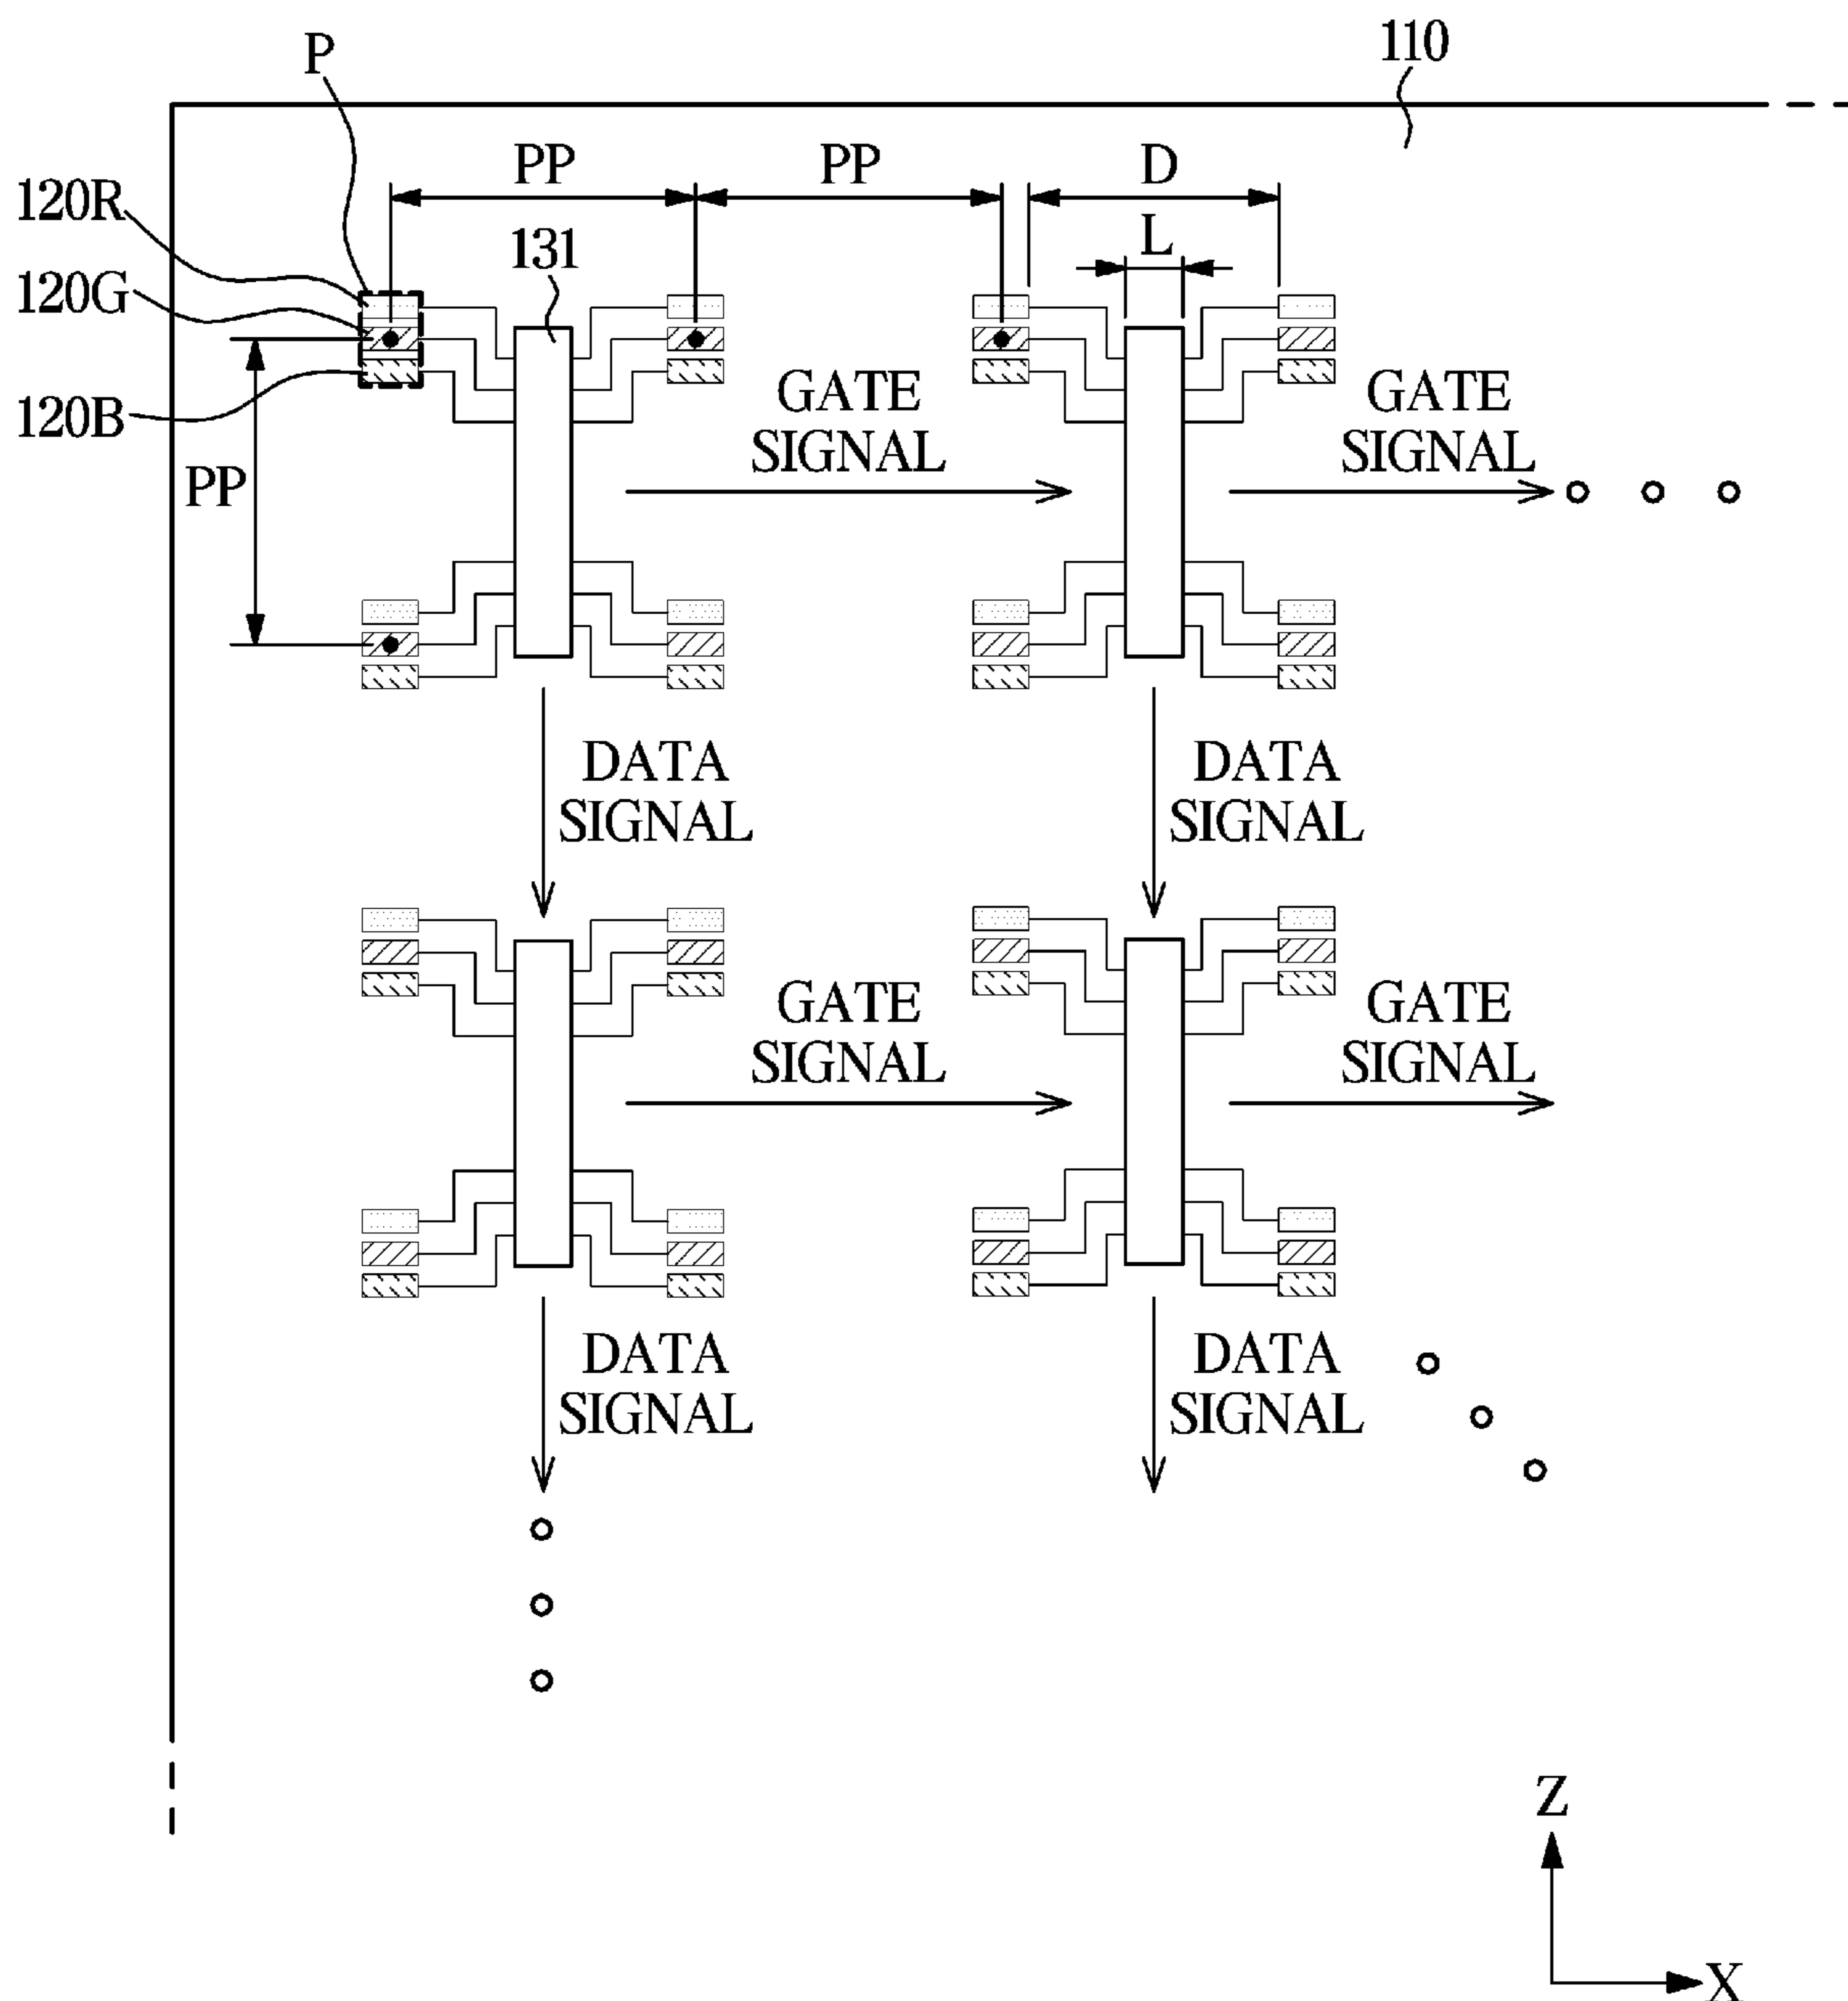 P
110
PP
PP
D
120R
131
L
120G
120B
GATE
SIGNAL
GATE
SIGNAL
PP
DATA
SIGNAL
DATA
SIGNAL
GATE
SIGNAL
GATE
SIGNAL
DATA
SIGNAL
DATA
SIGNAL
Z
X